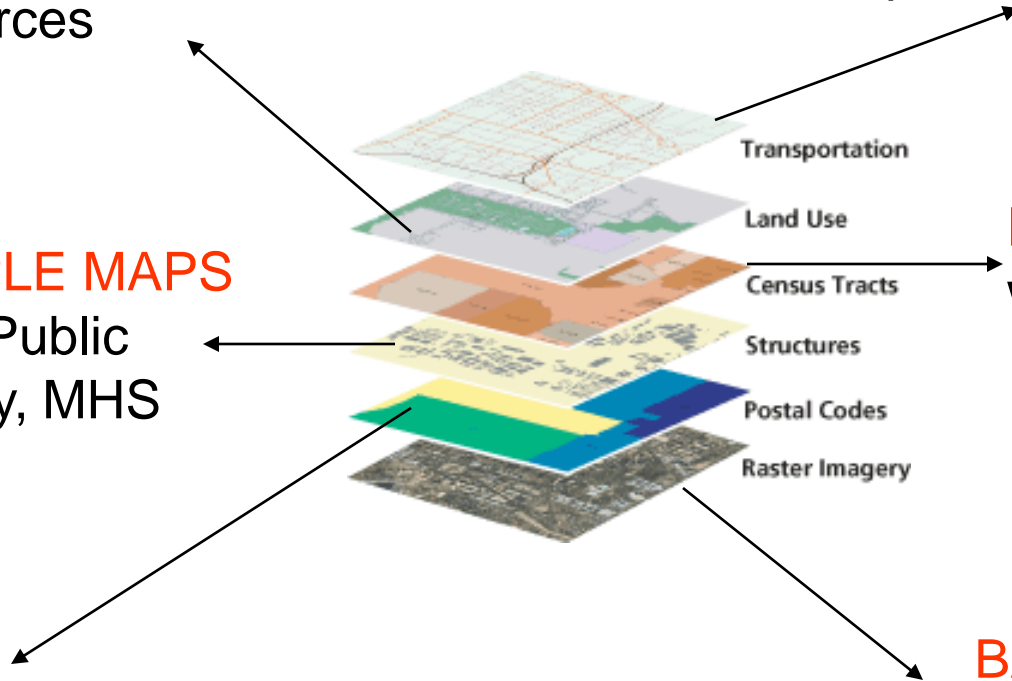 rces
Transportation
Land Use
Census Tracts
Structures
Postal Codes
Raster Imagery
LE MAPS
Public
y, MHS
B